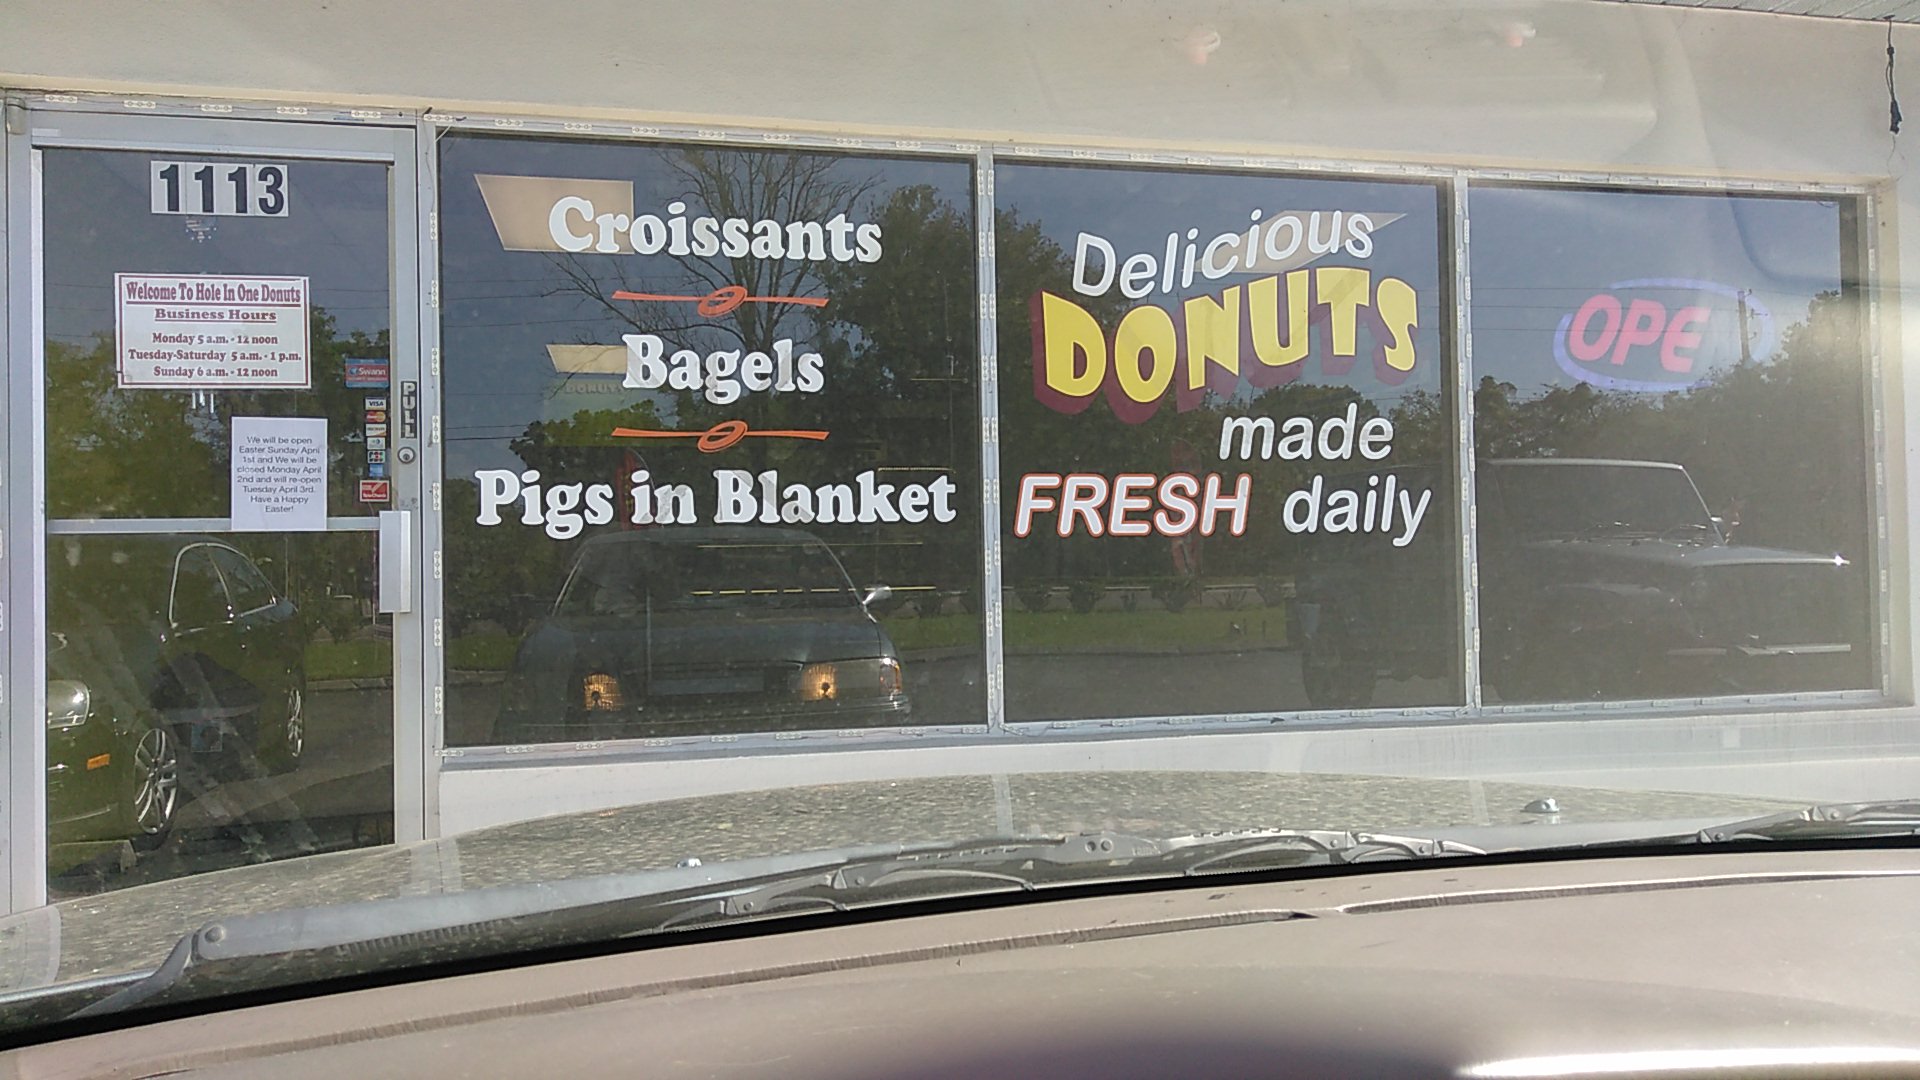 1113
Welcome To Hole In One Donuts
Business Hours
Monday 5 a.m. - 12 noon
Tuesday-Saturday 5 a.m. - 1 p.m.
Sunday 6 a.m. - 12 noon
Swann
VISA
PULL
We will be open
Easter Sunday April
1st and We will be
closed Monday April
2nd and will re-open
Tuesday April 3rd.
Have a Happy
Easter!
Croissants
Bagels
Pigs in Blanket
Delicious
DONUTS
made
FRESH daily
OPEN